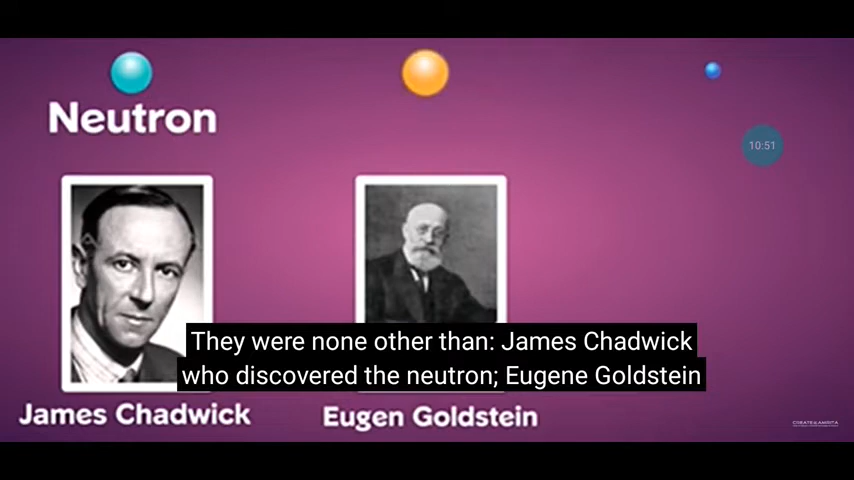 Neutron
10:51
They were none other than: James Chadwick
who discovered the neutron; Eugene Goldstein
James Chadwick
Eugen Goldstein